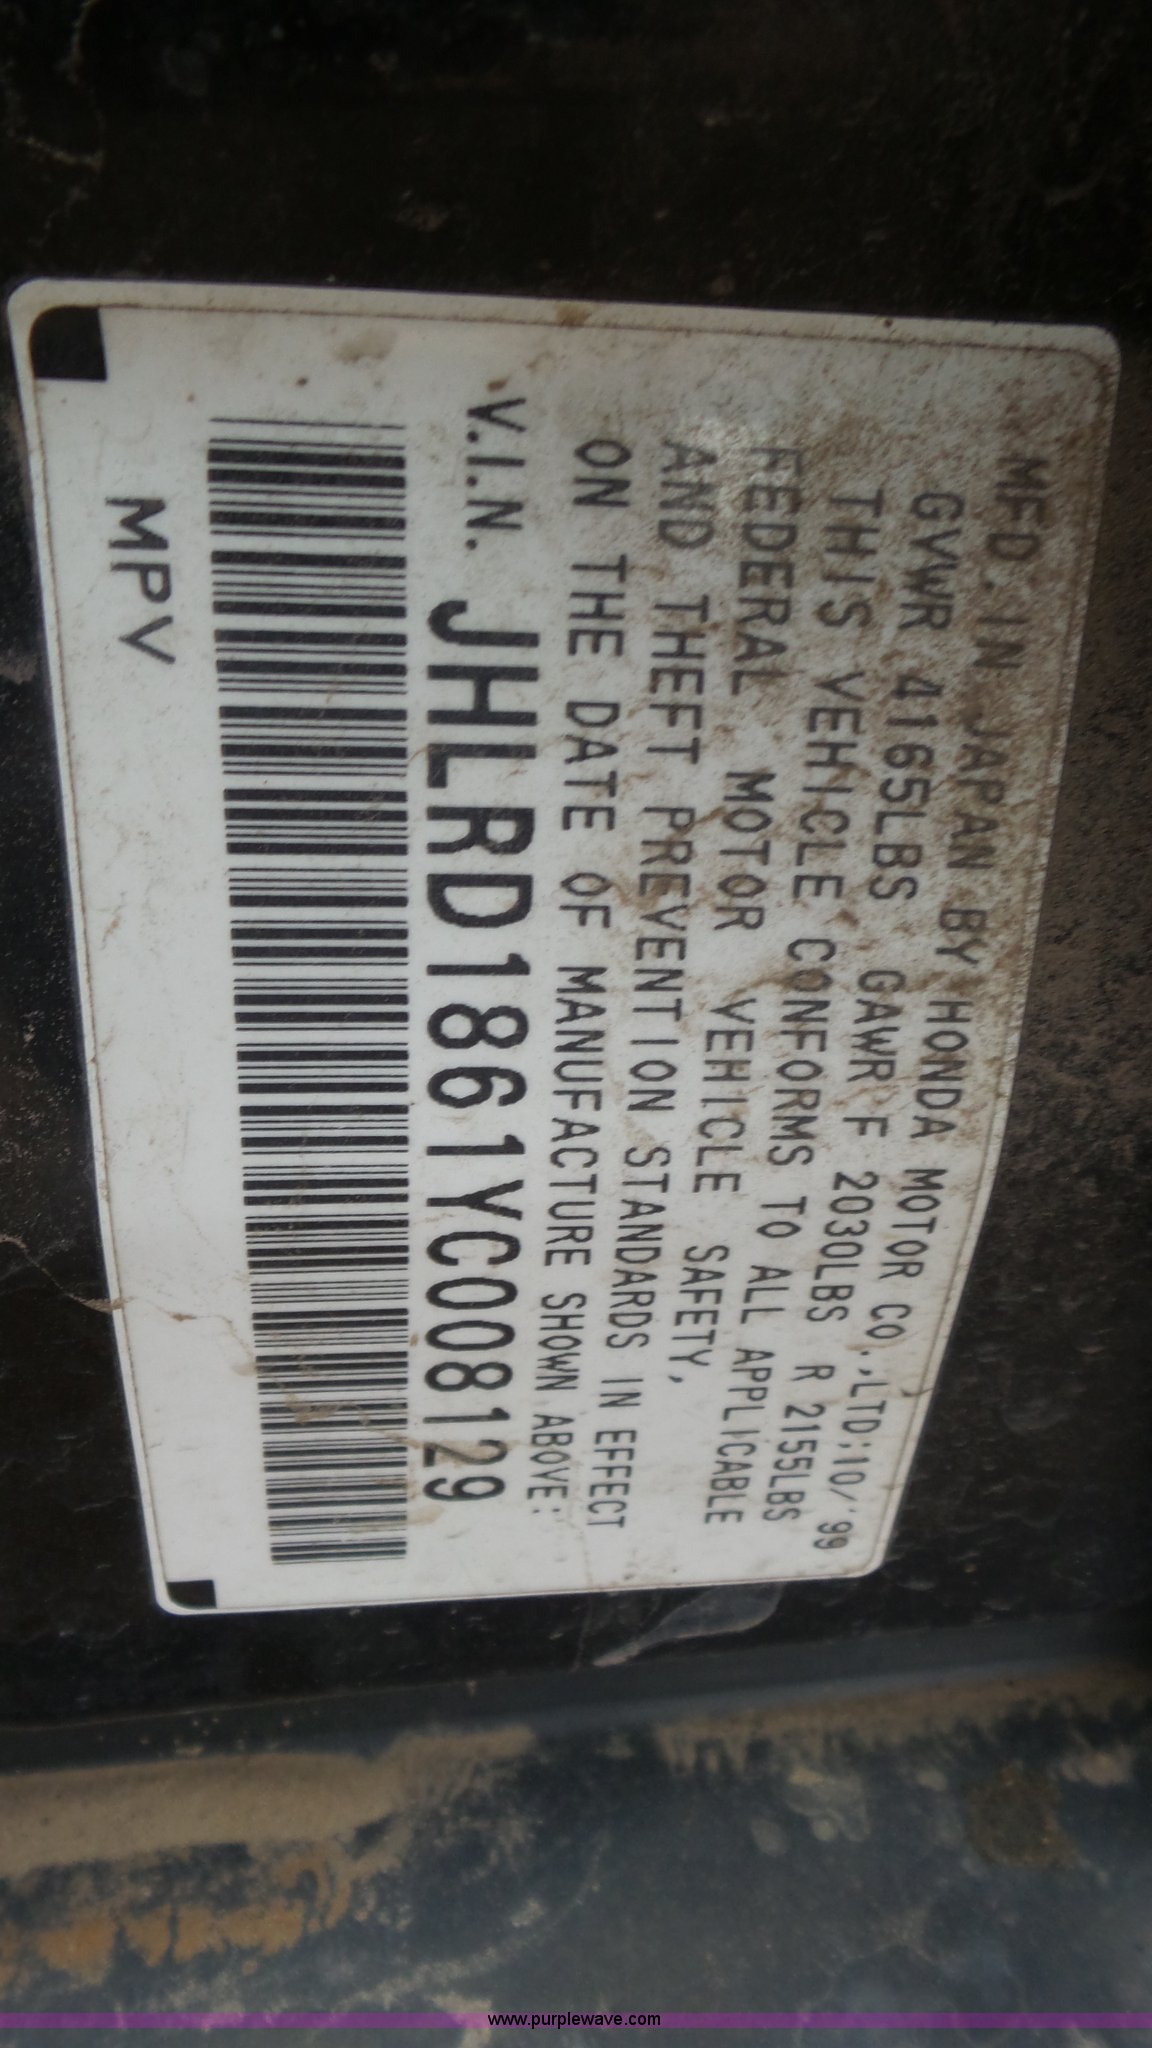 MFD. IN JAPAN BY HONDA MOTOR CO.,LTD;10/'99
GVWR 4165LBS GAWR F 2030LBS R 2155LBS
THIS VEHICLE CONFORMS TO ALL APPLICABLE
FEDERAL MOTOR VEHICLE SAFETY,
AND THEFT PREVENTION STANDARDS IN EFFECT
ON THE DATE OF MANUFACTURE SHOWN ABOVE:
V.I.N. JHLRD1861YC008129
MPV
www.purplewave.com